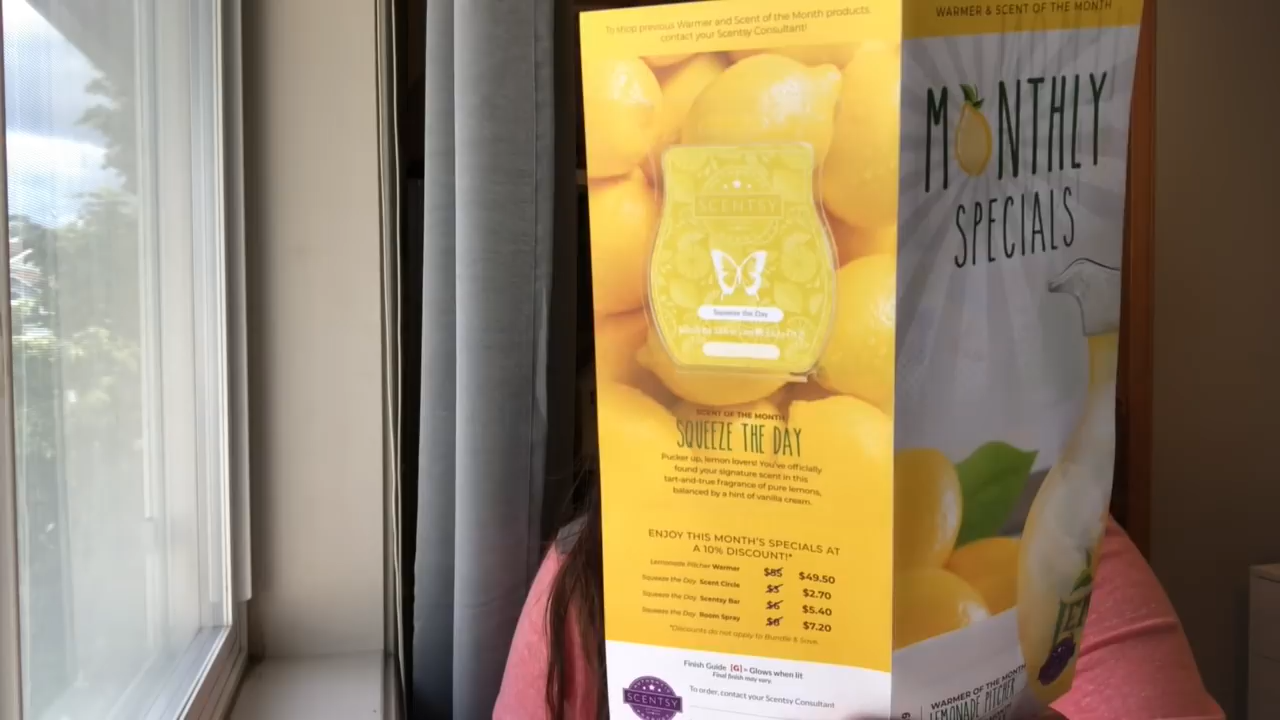 To shop previous Warmer and Scent of the Month products,
contact your Scentsy Consultant!
SCENTSY
Squeeze the Day
SCENT OF THE MONTH
SQUEEZE THE DAY
Pucker up, lemon lovers! You've officially
found your signature scent in this
tart-and-true fragrance of pure lemons,
balanced by a hint of vanilla cream.
ENJOY THIS MONTH'S SPECIALS AT
A 10% DISCOUNT!*
Lemonade Pitcher Warmer $55 $49.50
Squeeze the Day Scent Circle $3 $2.70
Squeeze the Day Scentsy Bar $6 $5.40
Squeeze the Day Room Spray $8 $7.20
*Discounts do not apply to Bundle & Save.
Finish Guide [G] = Glows when lit
Final finish may vary.
To order, contact your Scentsy Consultant
SCENTSY
WARMER & SCENT OF THE MONTH
MONTHLY
SPECIALS
WARMER OF THE MONTH
LEMONADE PITCHER